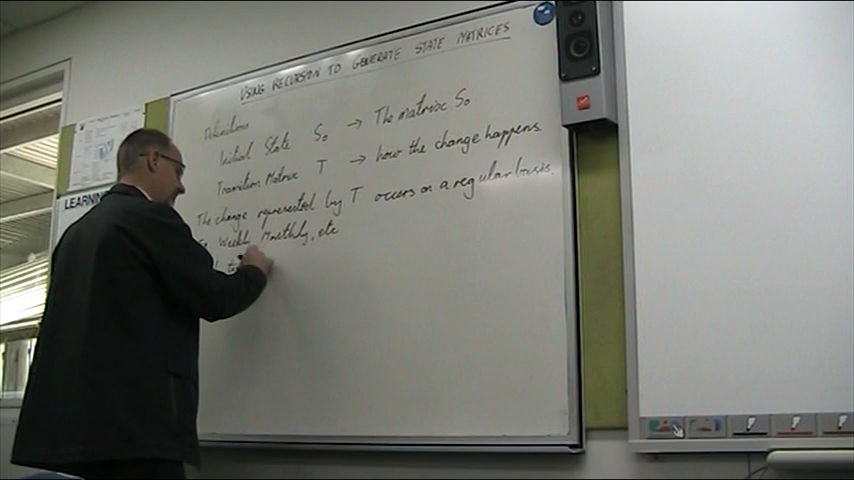 USING RECURSION TO GENERATE STATE MATRICES
Definitions
Initial State S₀ → The matrix S₀
Transition Matrix T → how the change happens.
The change represented by T occurs on a regular basis.
Weekly, Monthly, etc
LEARNIN